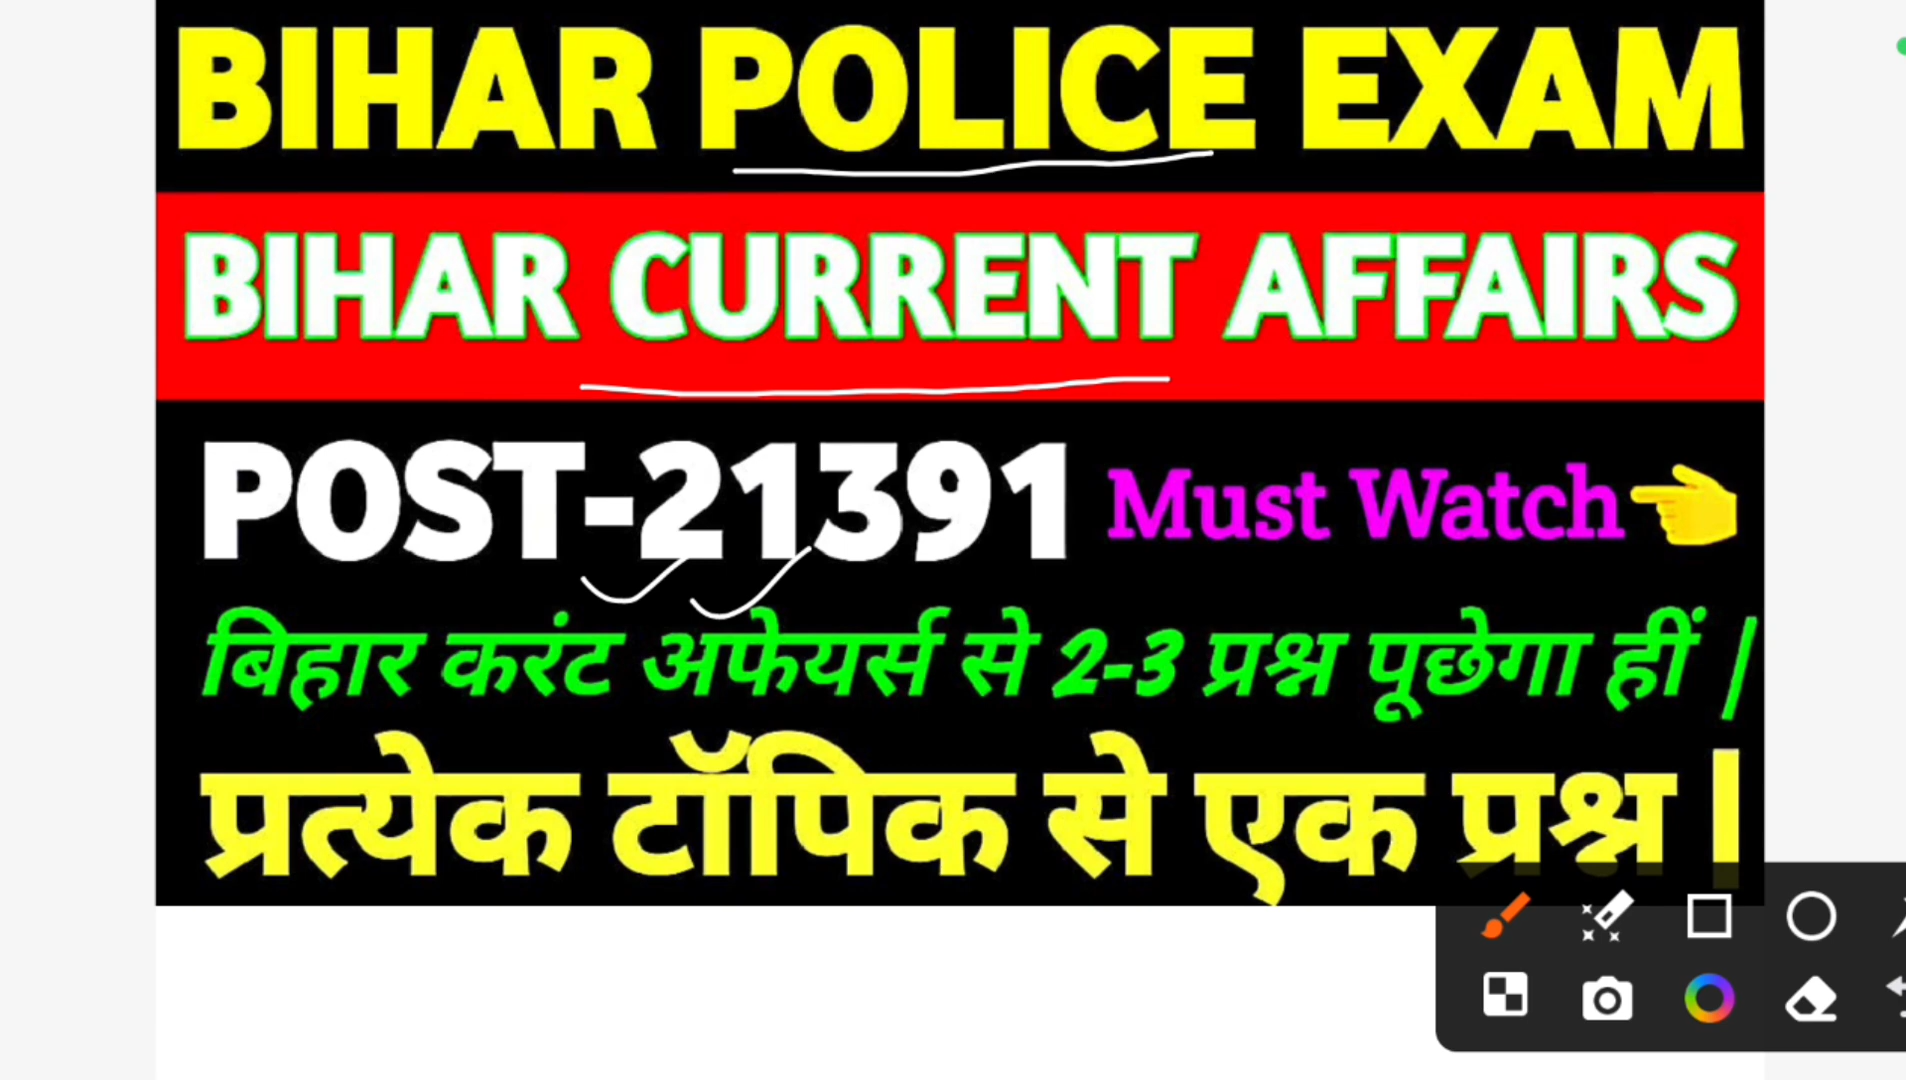 BIHAR POLICE EXAM
BIHAR CURRENT AFFAIRS
POST-21391 Must Watch
बिहार करंट अफेयर्स से 2-3 प्रश्न पूछेगा हीं |
प्रत्येक टॉपिक से एक प्रश्न |